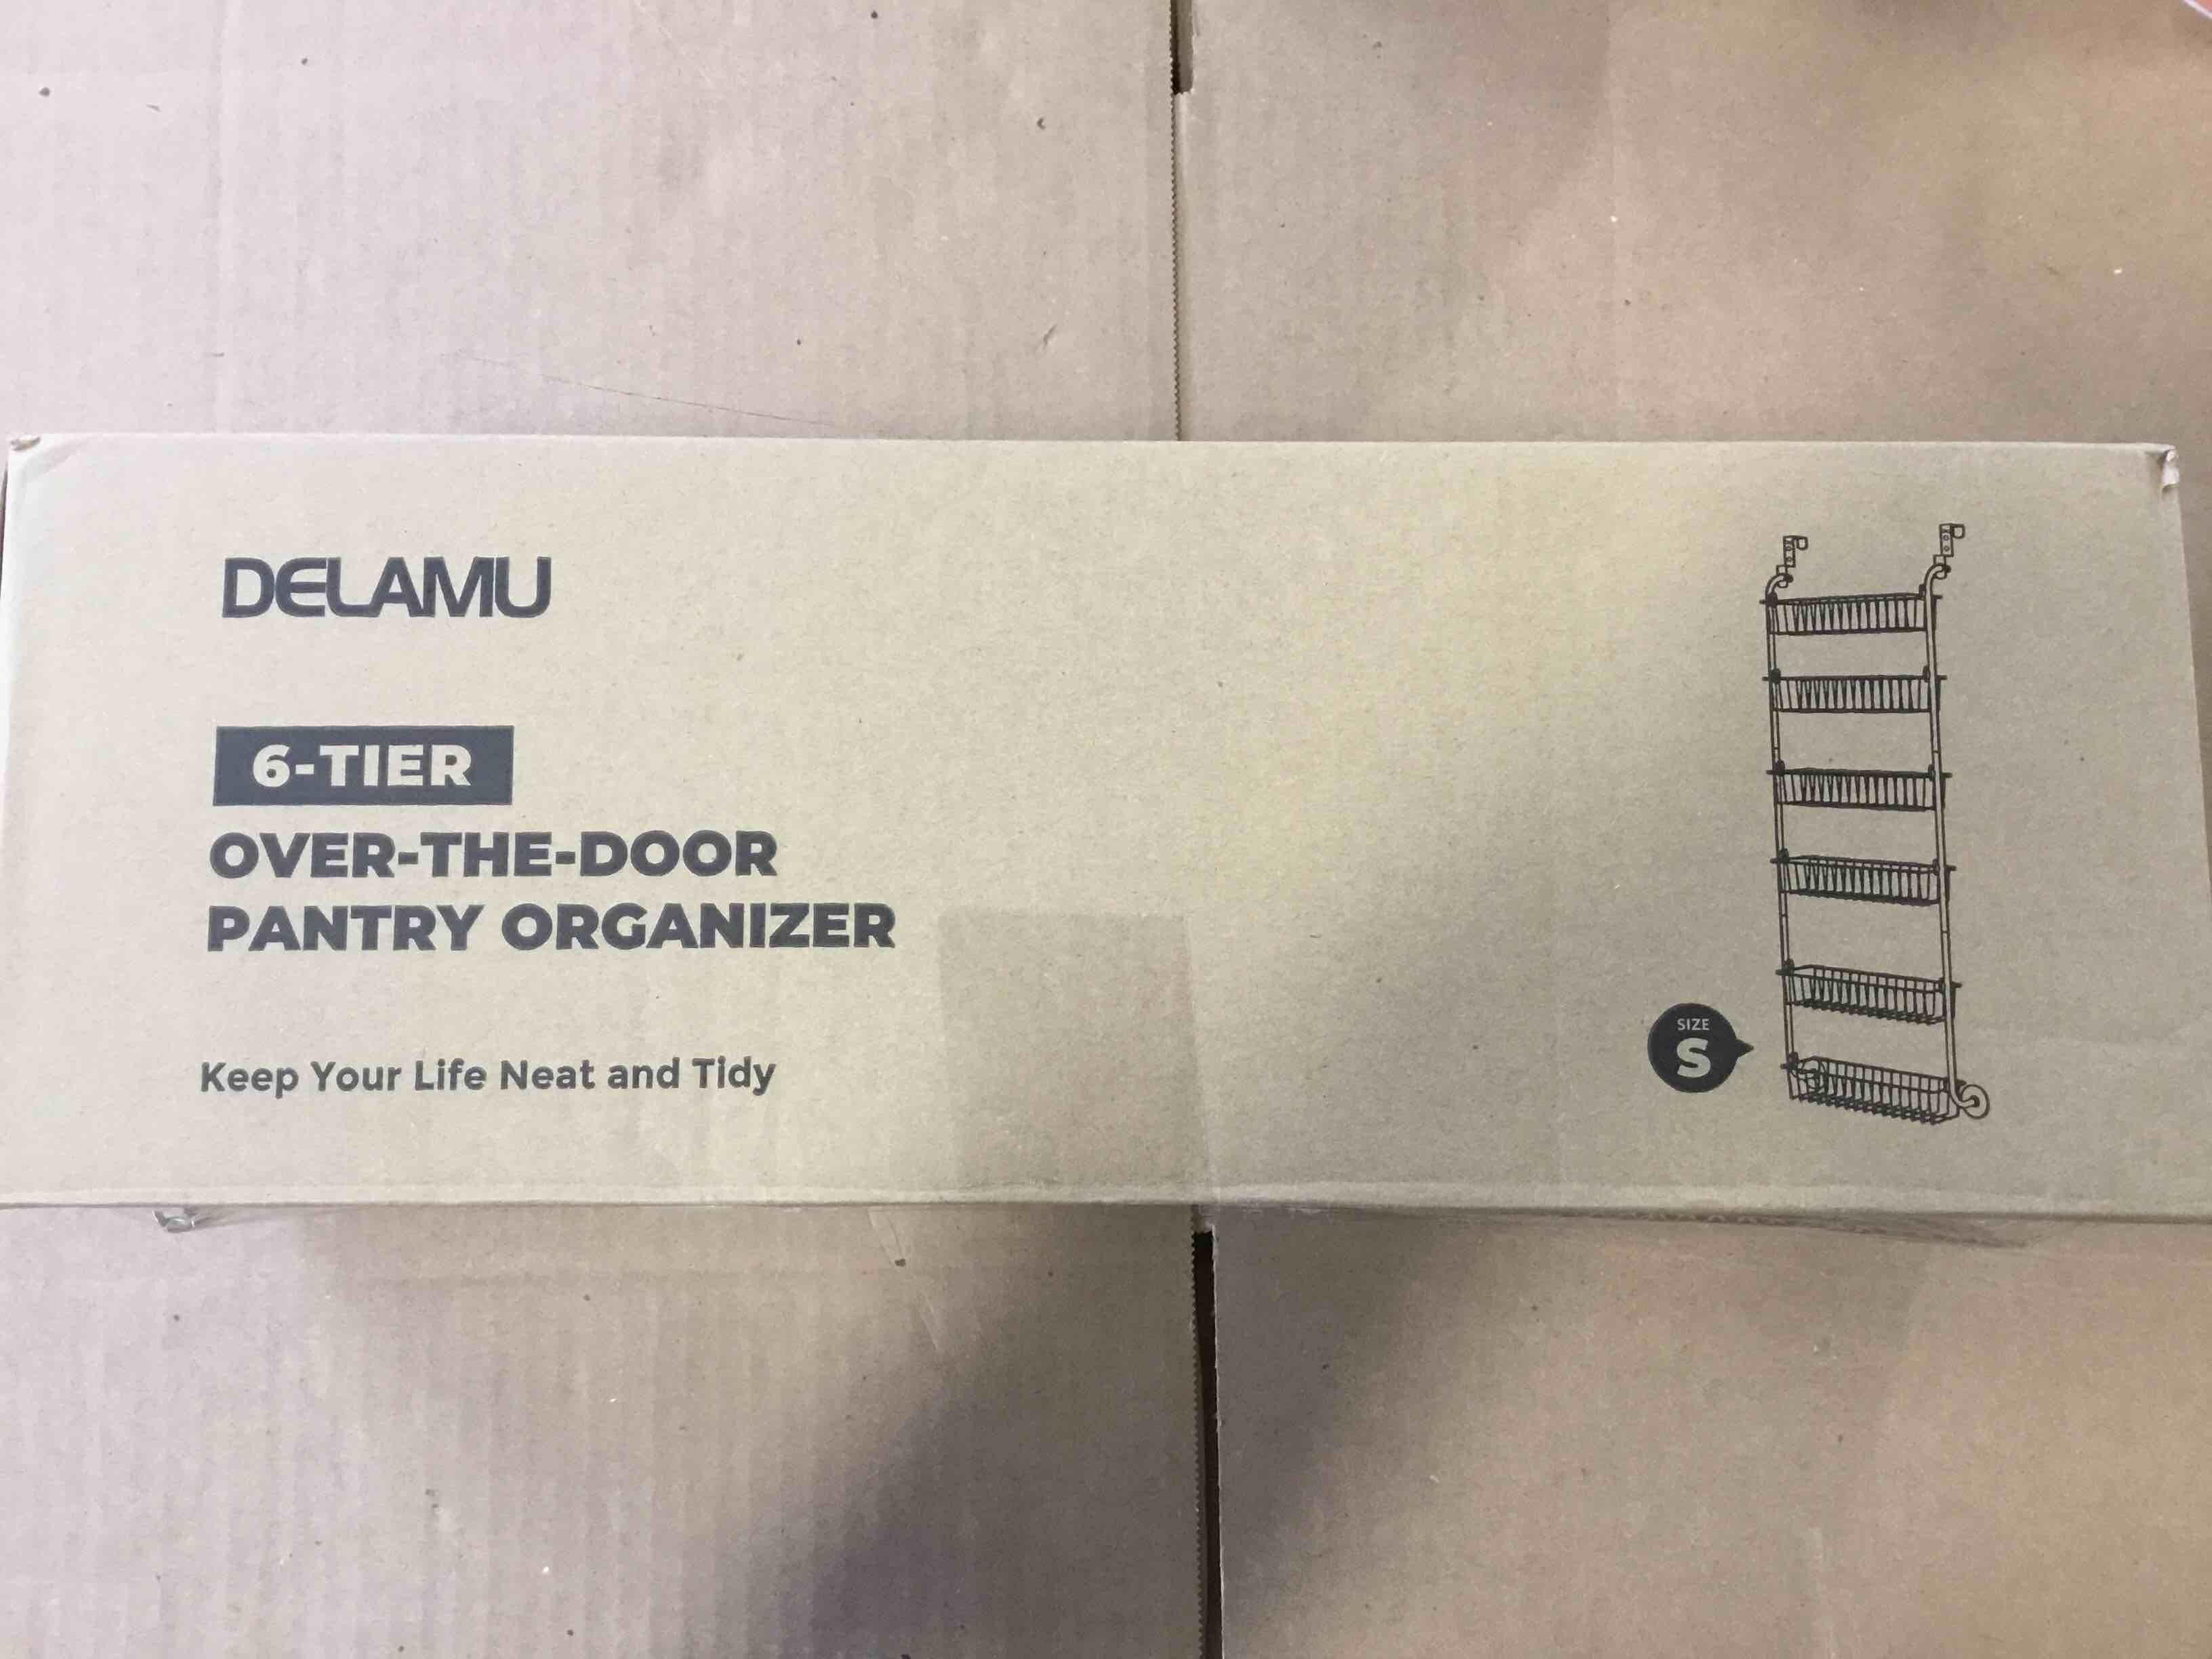 DELAMU
6-TIER
OVER-THE-DOOR
PANTRY ORGANIZER
Keep Your Life Neat and Tidy
SIZE
S